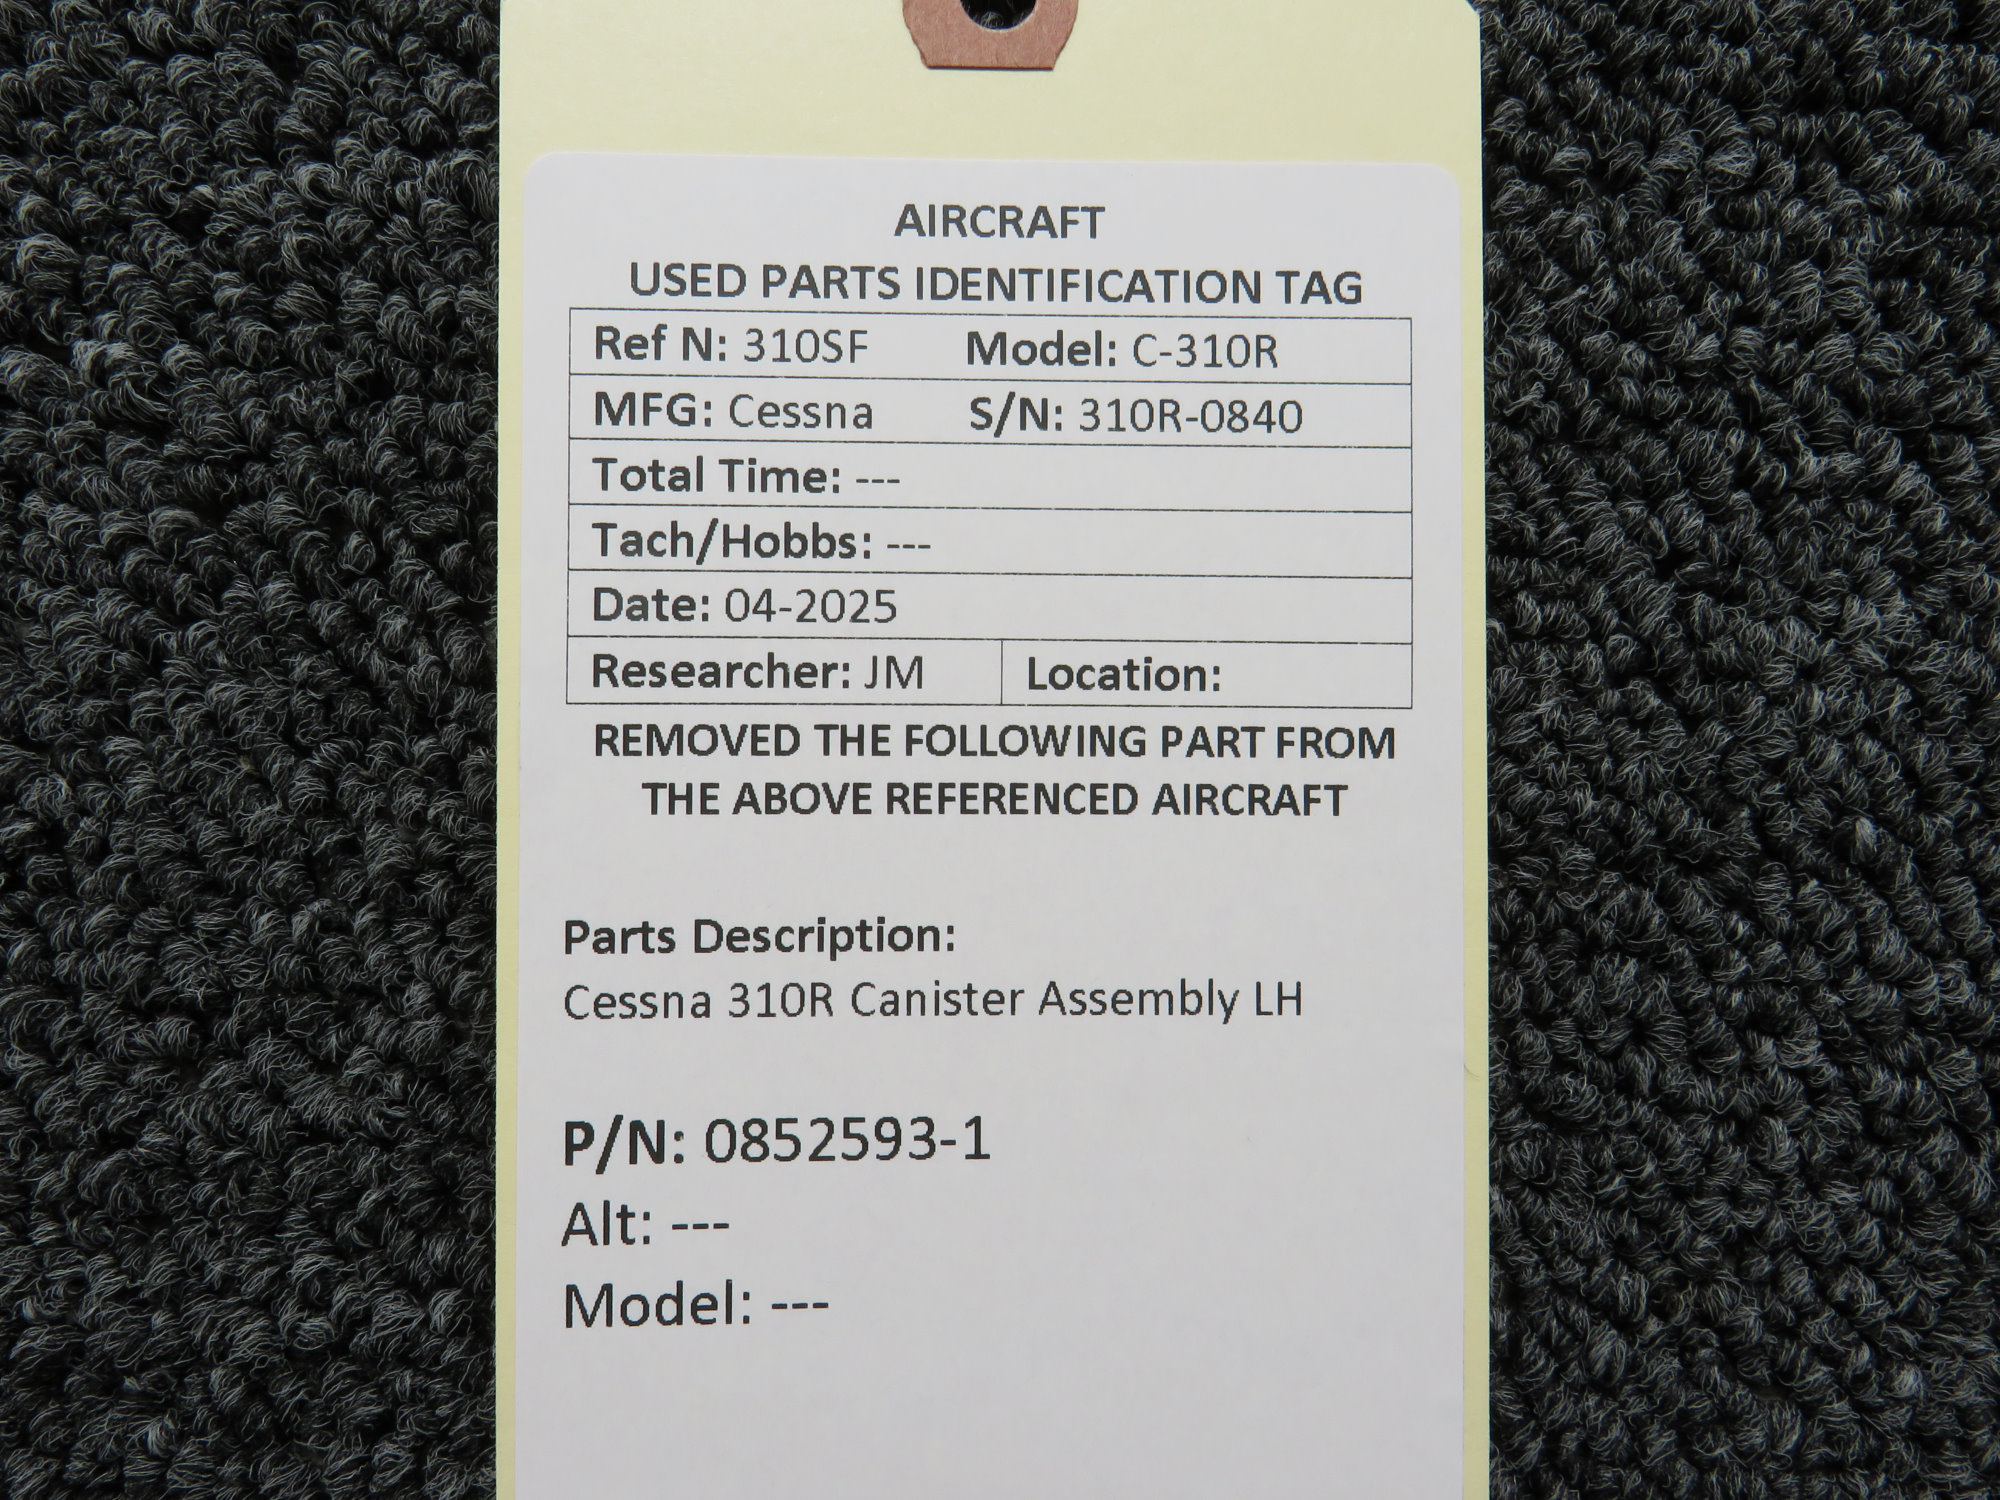 AIRCRAFT
USED PARTS IDENTIFICATION TAG
Ref N: 310SF Model: C-310R
MFG: Cessna S/N: 310R-0840
Total Time: ---
Tach/Hobbs: ---
Date: 04-2025
Researcher: JM Location:
REMOVED THE FOLLOWING PART FROM
THE ABOVE REFERENCED AIRCRAFT
Parts Description:
Cessna 310R Canister Assembly LH
P/N: 0852593-1
Alt: ---
Model: ---